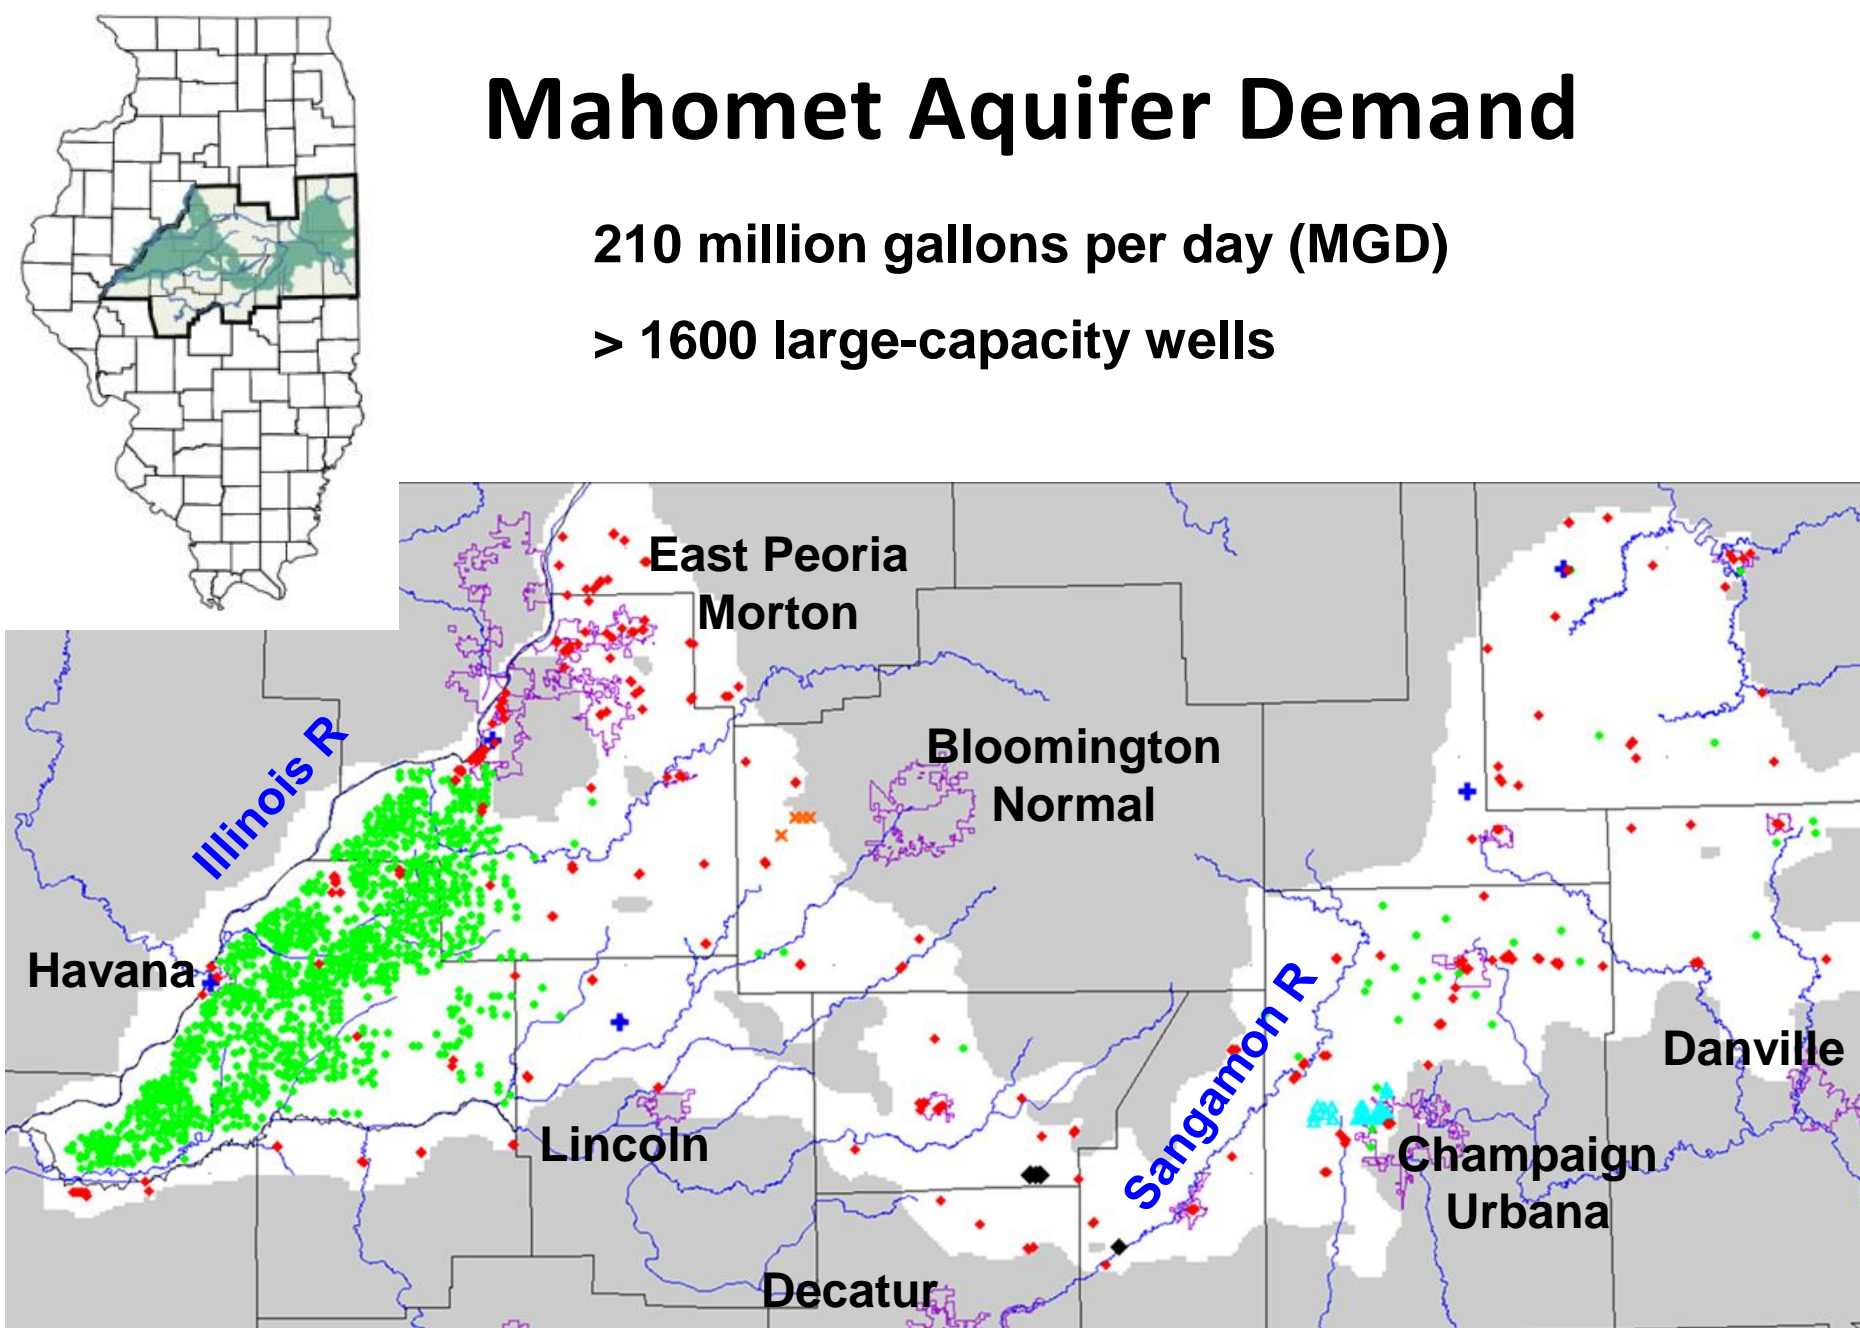 Mahomet Aquifer Demand
210 million gallons per day (MGD)
> 1600 large-capacity wells
East Peoria
Morton
Illinois R
Bloomington
Normal
Havana
Sangamon R
Danville
Lincoln
Champaign
Urbana
Decatur